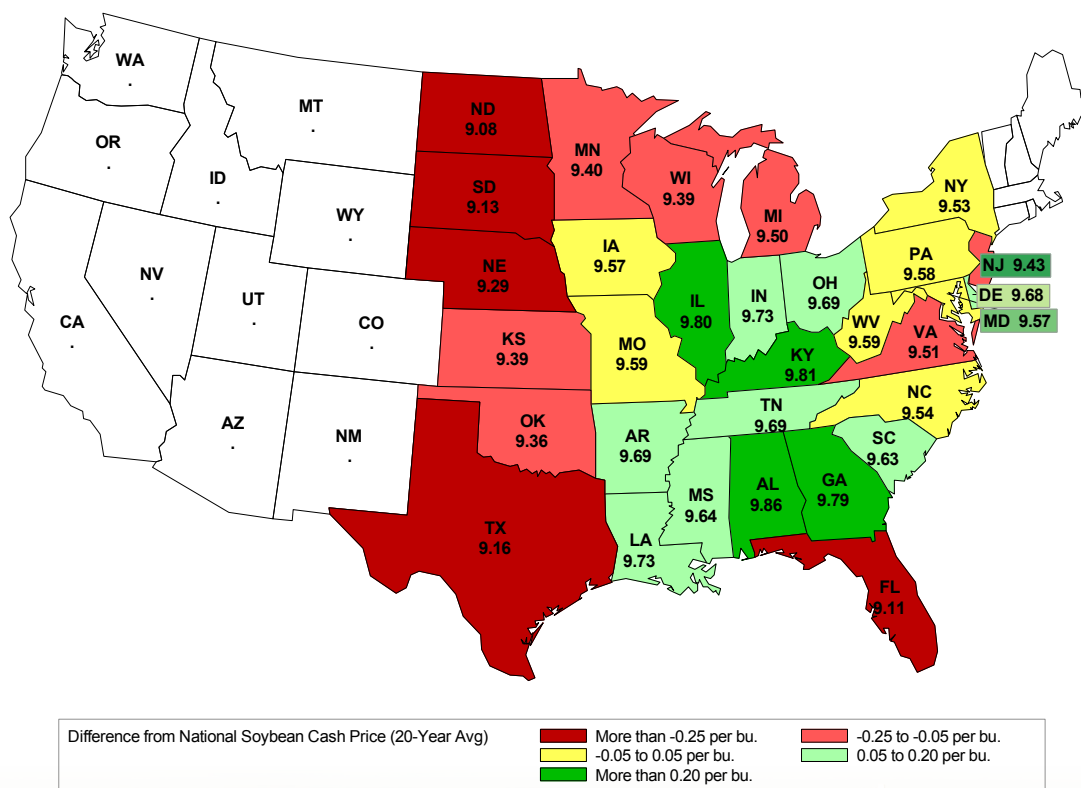 WA
.
MT
.
ND
9.08
OR
.
MN
9.40
ID
.
WI
9.39
SD
9.13
WY
.
NY
9.53
MI
9.50
IA
9.57
PA
9.58
NJ 9.43
NE
9.29
NV
.
UT
.
IL
9.80
IN
9.73
OH
9.69
DE 9.68
MD 9.57
CA
.
CO
.
KS
9.39
MO
9.59
WV
9.59
VA
9.51
KY
9.81
NC
9.54
TN
9.69
AZ
.
NM
.
OK
9.36
AR
9.69
SC
9.63
MS
9.64
AL
9.86
GA
9.79
TX
9.16
LA
9.73
FL
9.11
Difference from National Soybean Cash Price (20-Year Avg)
More than -0.25 per bu.
-0.25 to -0.05 per bu.
-0.05 to 0.05 per bu.
0.05 to 0.20 per bu.
More than 0.20 per bu.